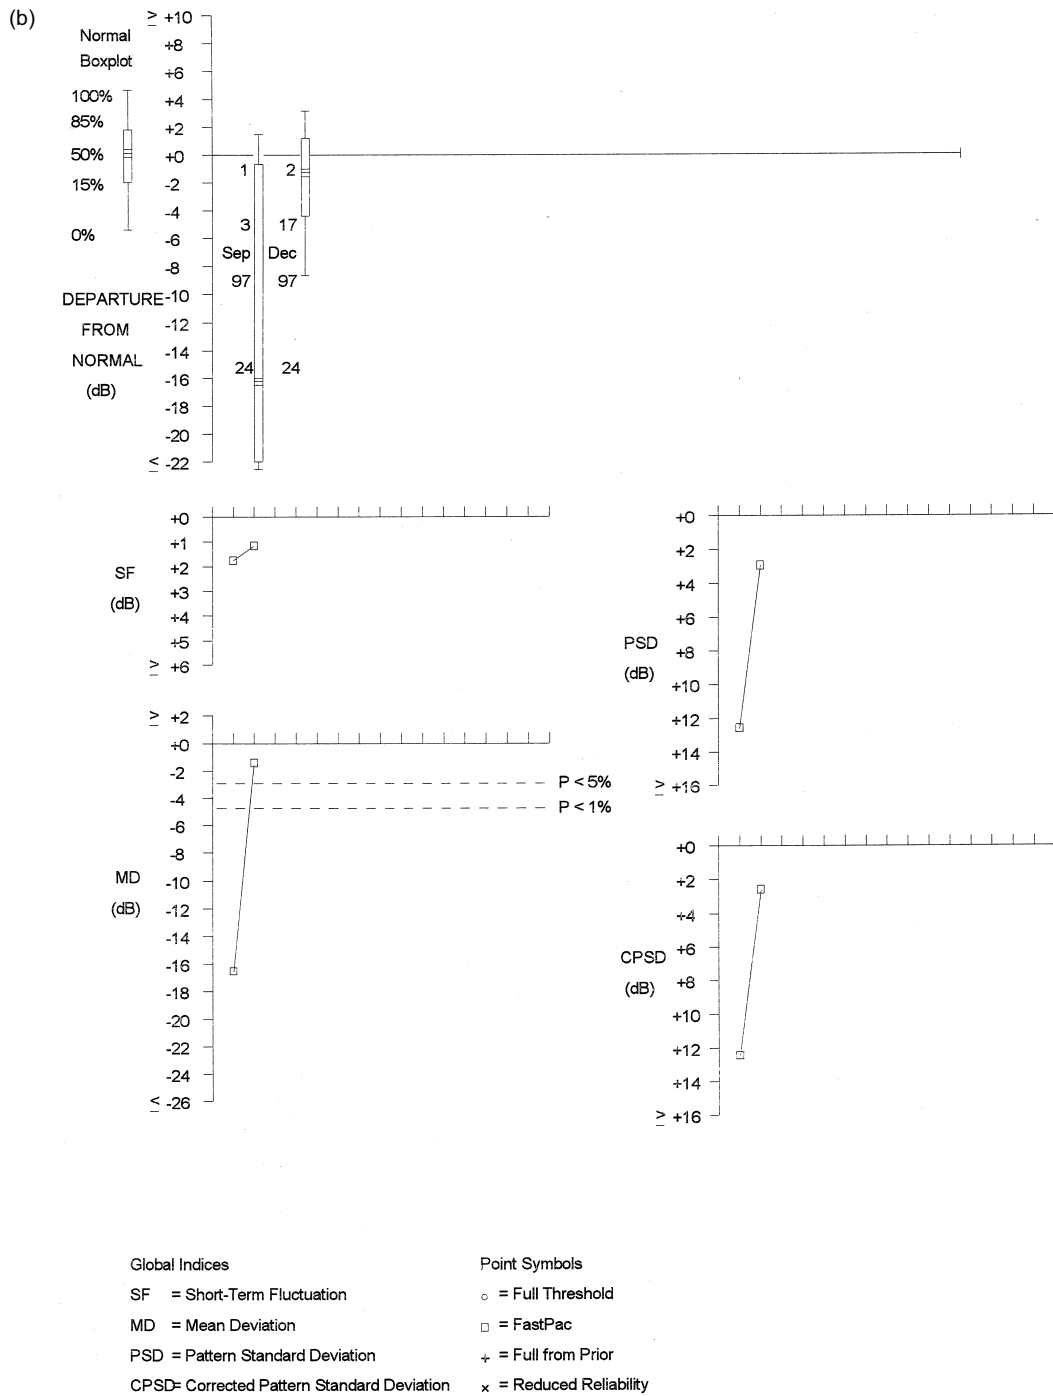 (b)
Normal
Boxplot
100%
85%
50%
15%
0%
DEPARTURE
FROM
NORMAL
(dB)
≥ +10
+8
+6
+4
+2
+0
-2
-4
-6
-8
-10
-12
-14
-16
-18
-20
≤ -22
1 2
3 17
Sep Dec
97 97
24 24
SF
(dB)
+0
+1
+2
+3
+4
+5
≥ +6
PSD
(dB)
+0
+2
+4
+6
+8
+10
+12
+14
≥ +16
MD
(dB)
≥ +2
+0
-2
-4
-6
-8
-10
-12
-14
-16
-18
-20
-22
-24
≤ -26
P < 5%
P < 1%
CPSD
(dB)
+0
+2
+4
+6
+8
+10
+12
+14
≥ +16
Global Indices
SF = Short-Term Fluctuation
MD = Mean Deviation
PSD = Pattern Standard Deviation
CPSD= Corrected Pattern Standard Deviation
Point Symbols
○ = Full Threshold
□ = FastPac
+ = Full from Prior
× = Reduced Reliability